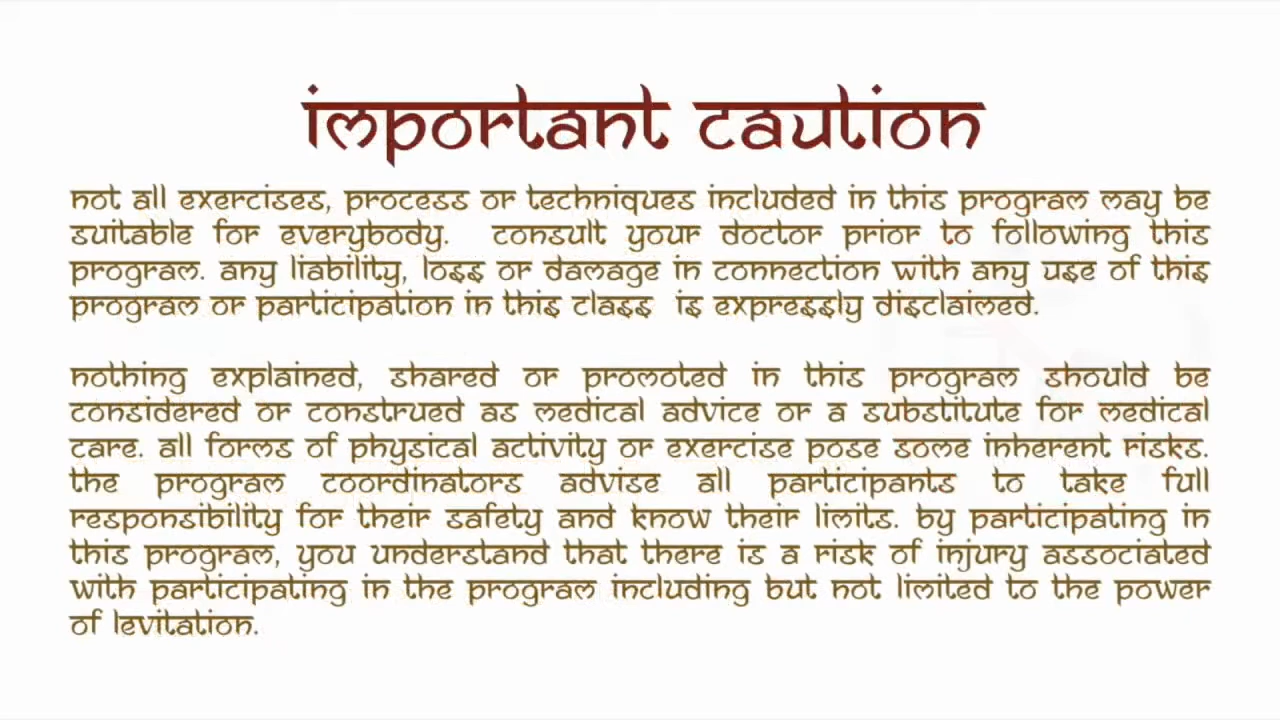 important caution
not all exercises, process or techniques included in this program may be
suitable for everybody. consult your doctor prior to following this
program. any liability, loss or damage in connection with any use of this
program or participation in this class is expressly disclaimed.
nothing explained, shared or promoted in this program should be
considered or construed as medical advice or a substitute for medical
care. all forms of physical activity or exercise pose some inherent risks.
the program coordinators advise all participants to take full
responsibility for their safety and know their limits. by participating in
this program, you understand that there is a risk of injury associated
with participating in the program including but not limited to the power
of levitation.